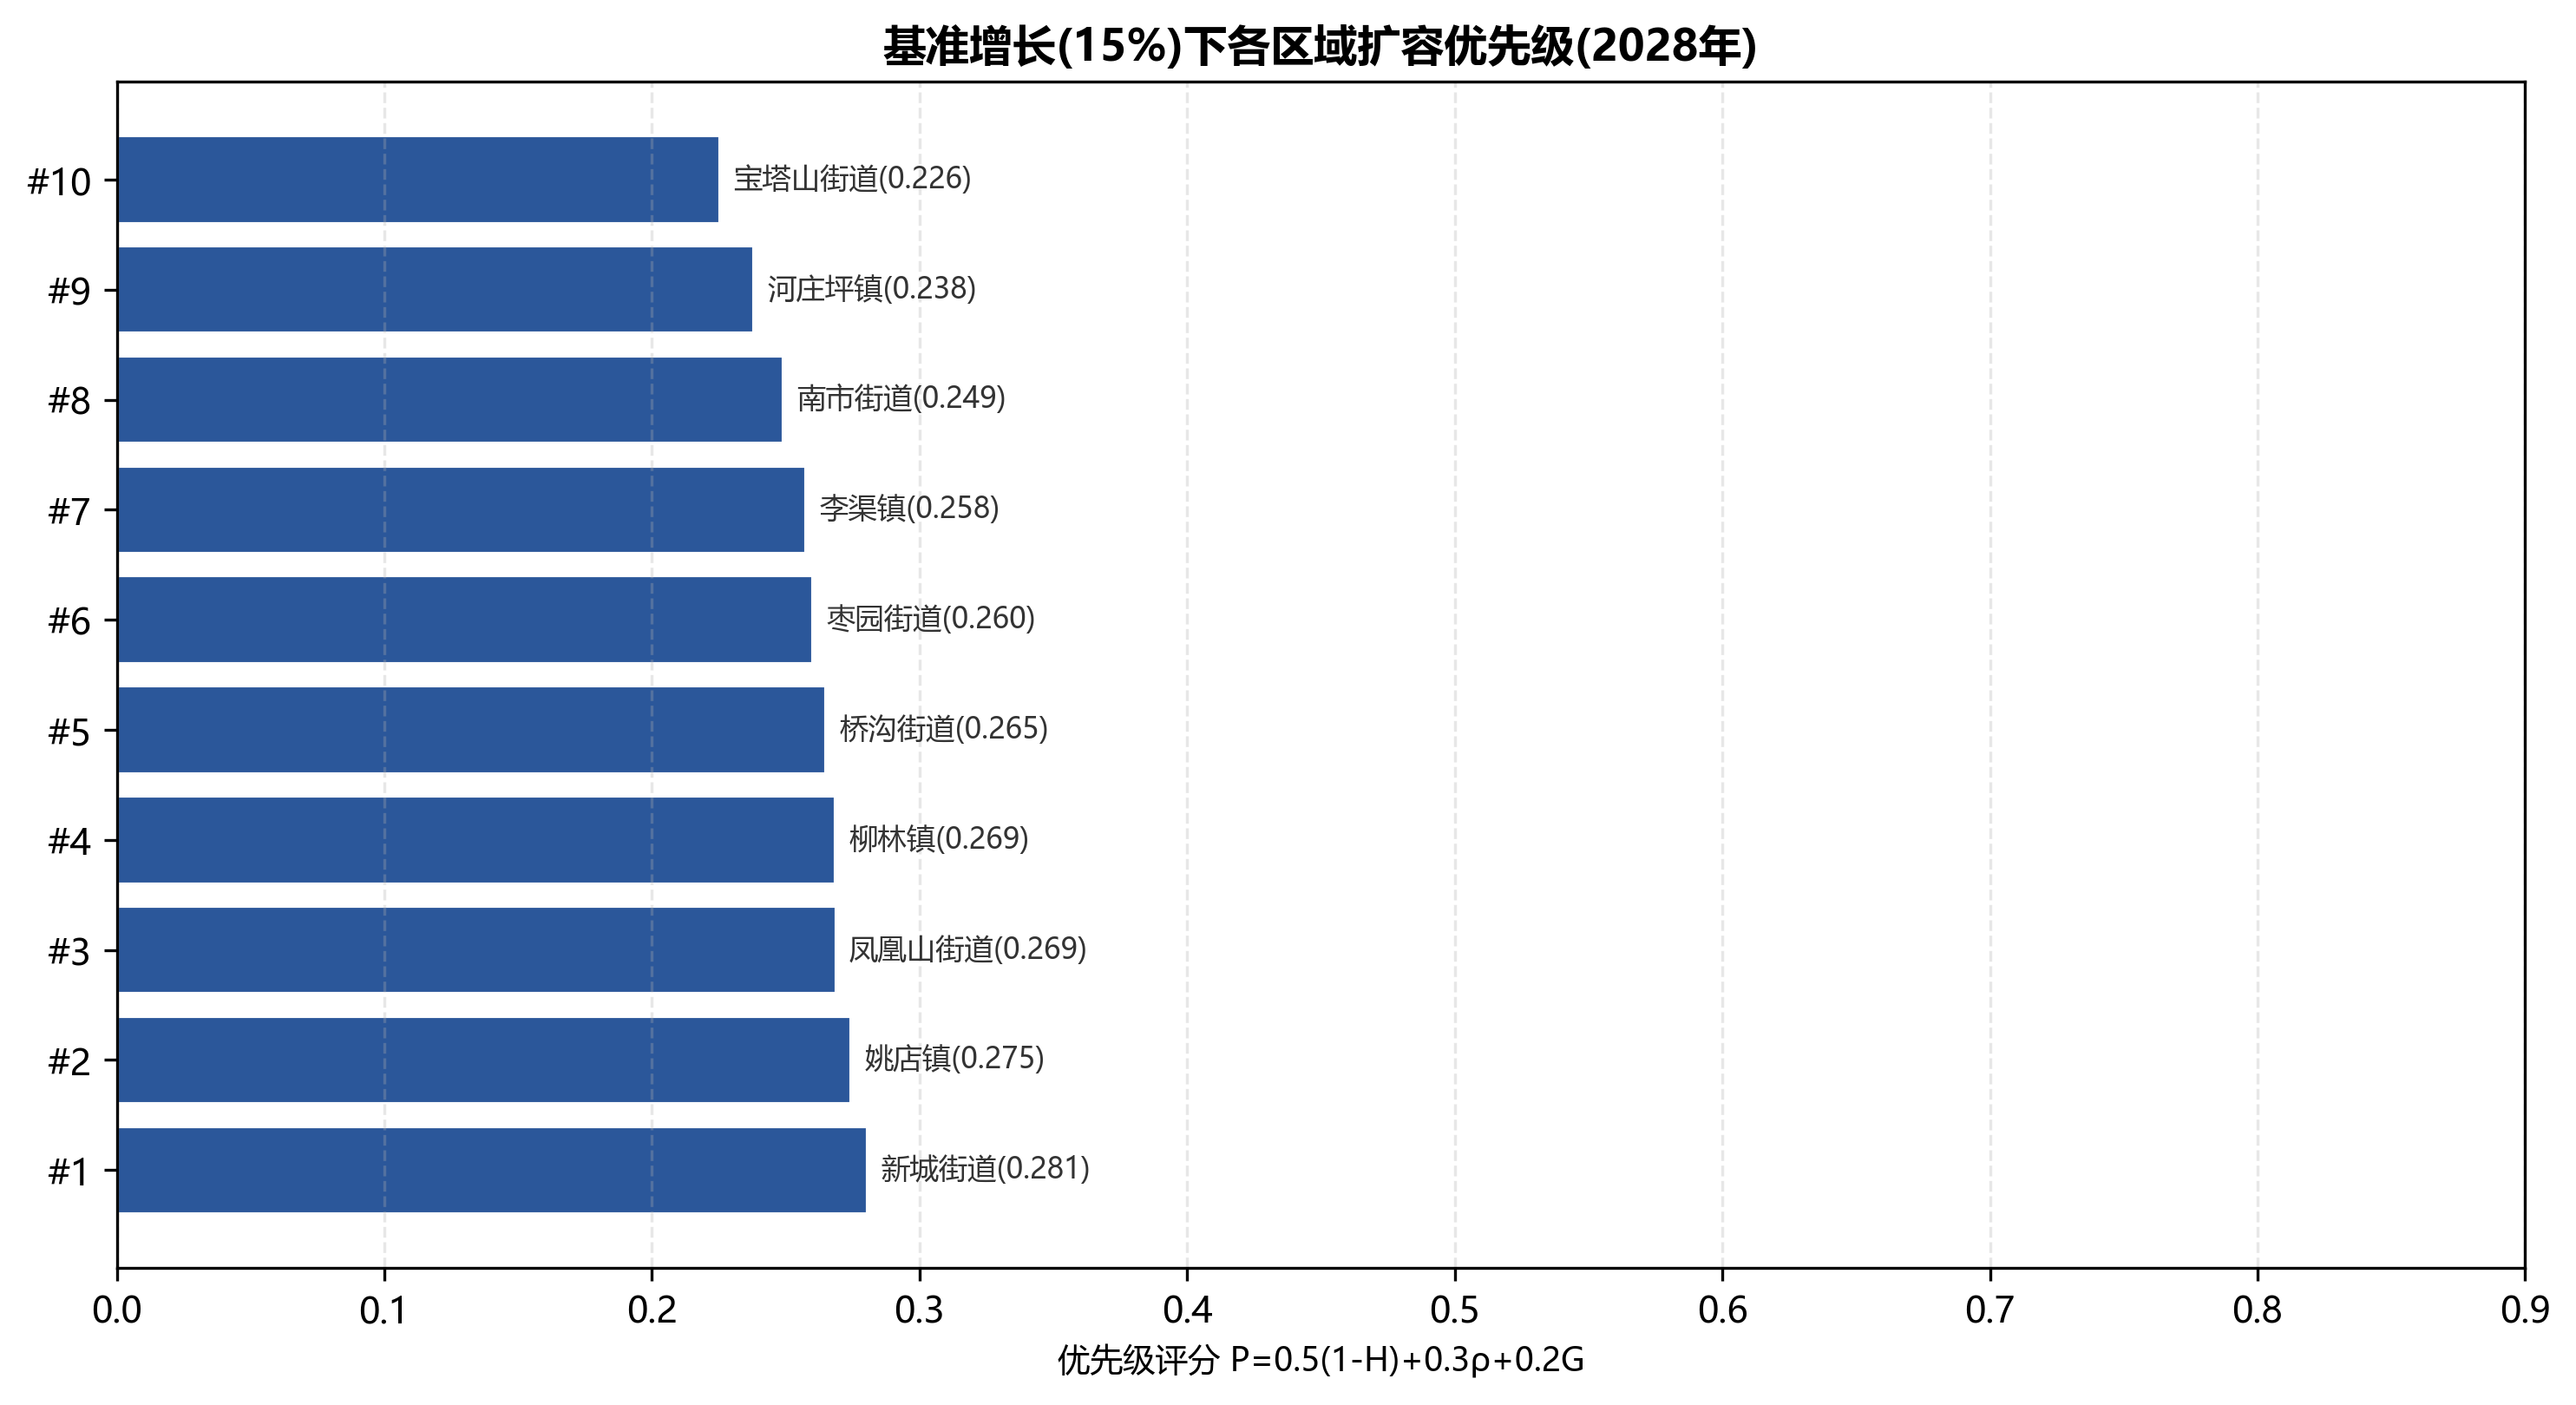 基准增长(15%)下各区域扩容优先级(2028年)
#10 宝塔山街道(0.226)
#9 河庄坪镇(0.238)
#8 南市街道(0.249)
#7 李渠镇(0.258)
#6 枣园街道(0.260)
#5 桥沟街道(0.265)
#4 柳林镇(0.269)
#3 凤凰山街道(0.269)
#2 姚店镇(0.275)
#1 新城街道(0.281)
0.0 0.1 0.2 0.3 0.4 0.5 0.6 0.7 0.8 0.9
优先级评分 P=0.5(1-H)+0.3ρ+0.2G